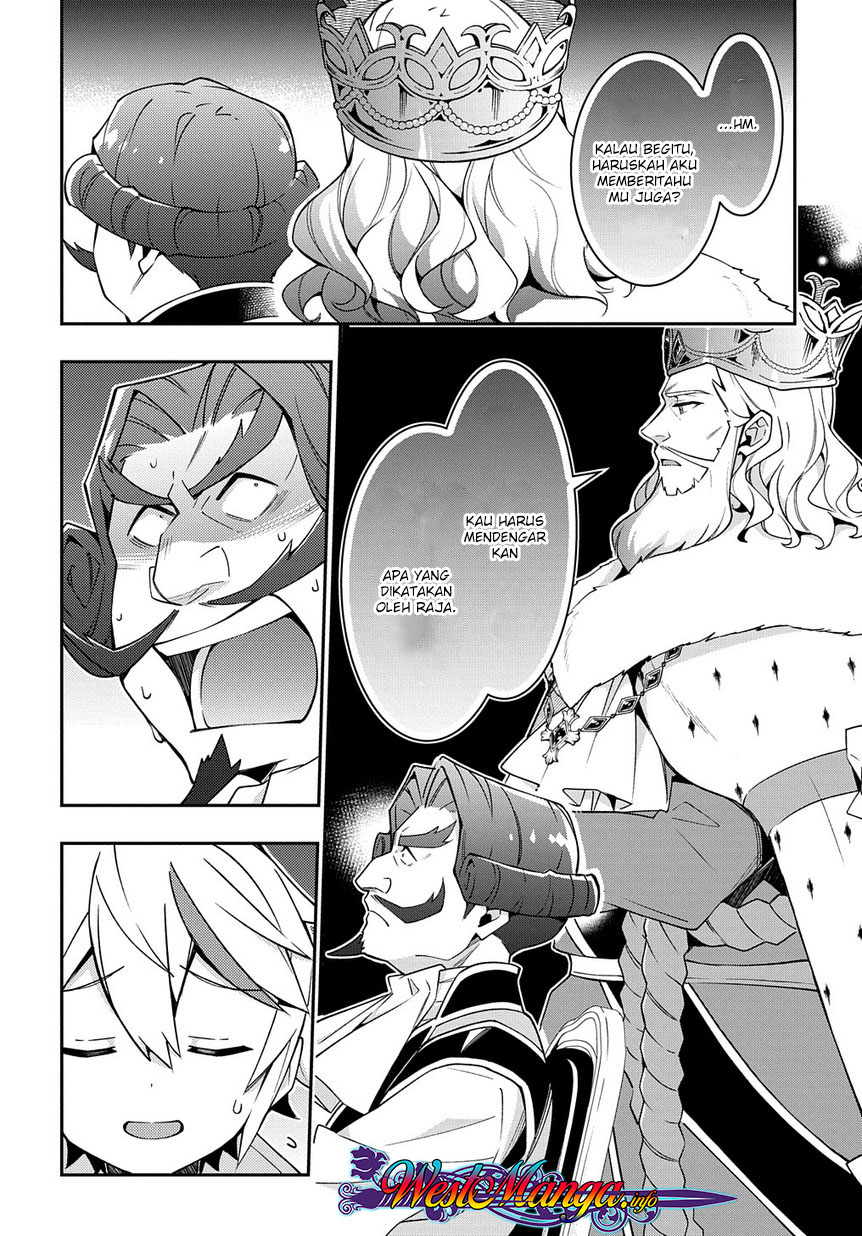 ...HM.
KALAU BEGITU,
HARUSKAH AKU
MEMBERITAHU
MU JUGA?
KAU HARUS
MENDENGAR
KAN
APA YANG
DIKATAKAN
OLEH RAJA.
WestManga.info